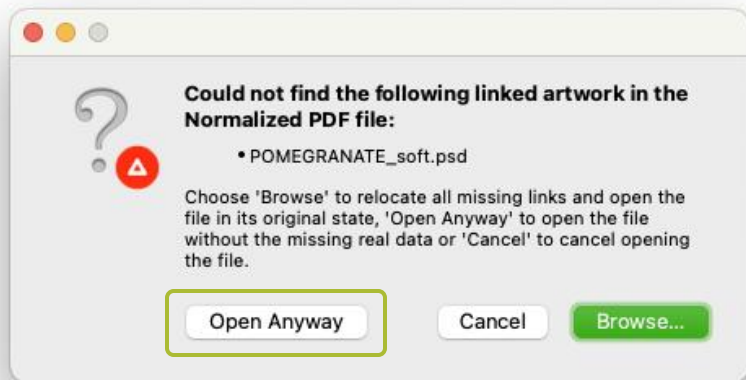 Could not find the following linked artwork in the
Normalized PDF file:
• POMEGRANATE_soft.psd
Choose 'Browse' to relocate all missing links and open the
file in its original state, 'Open Anyway' to open the file
without the missing real data or 'Cancel' to cancel opening
the file.
Open Anyway Cancel Browse...